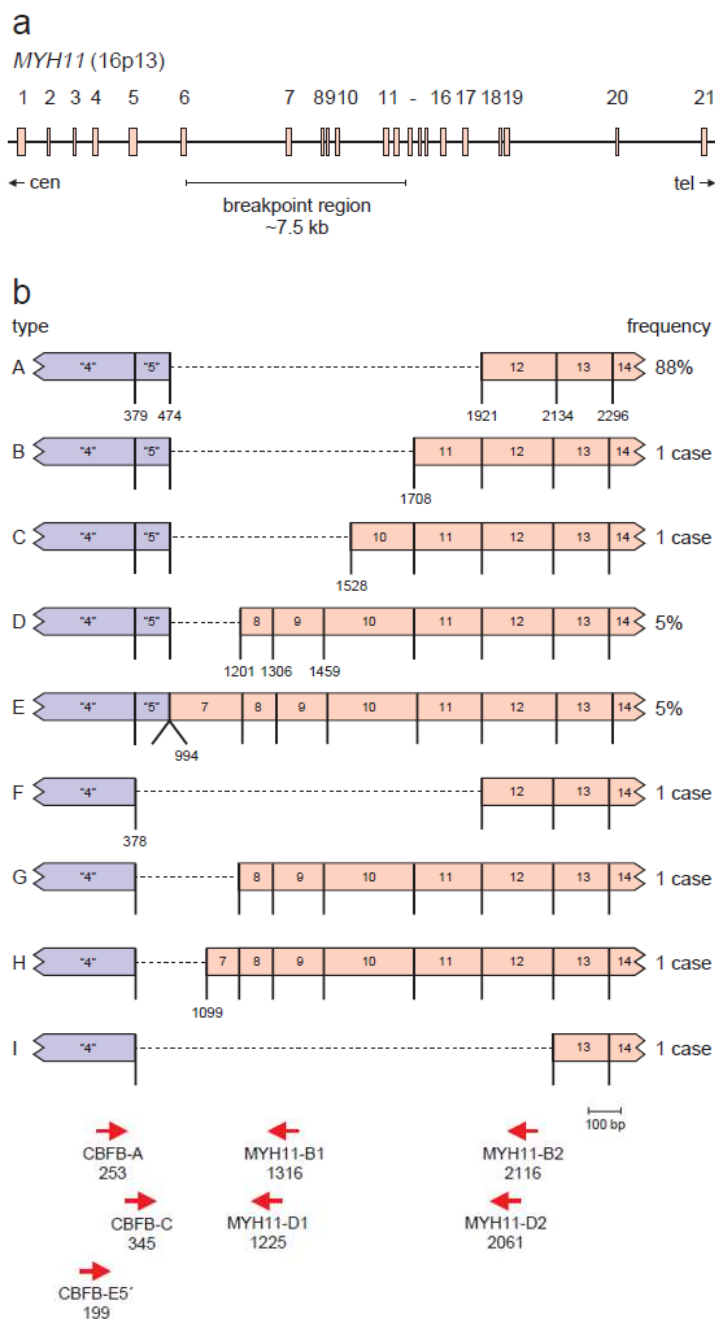 a
MYH11 (16p13)
1 2 3 4 5 6 7 8 9 10 11 - 16 17 18 19 20 21
← cen tel →
breakpoint region
~7.5 kb
b
type frequency
A "4" "5" 12 13 14 88%
379 474 1921 2134 2296
B "4" "5" 11 12 13 14 1 case
1708
C "4" "5" 10 11 12 13 14 1 case
1528
D "4" "5" 8 9 10 11 12 13 14 5%
1201 1306 1459
E "4" "5" 7 8 9 10 11 12 13 14 5%
994
F "4" 12 13 14 1 case
378
G "4" 8 9 10 11 12 13 14 1 case
H "4" 7 8 9 10 11 12 13 14 1 case
1099
I "4" 13 14 1 case
100 bp
CBFB-A MYH11-B1 MYH11-B2
253 1316 2116
CBFB-C MYH11-D1 MYH11-D2
345 1225 2061
CBFB-E5´
199